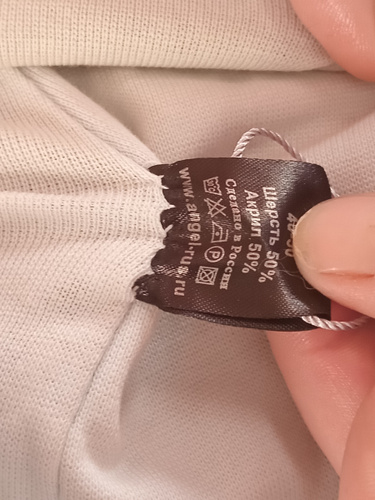 Шерсть 50%
Акрил 50%
Сделано в России
www.angel-rus.ru